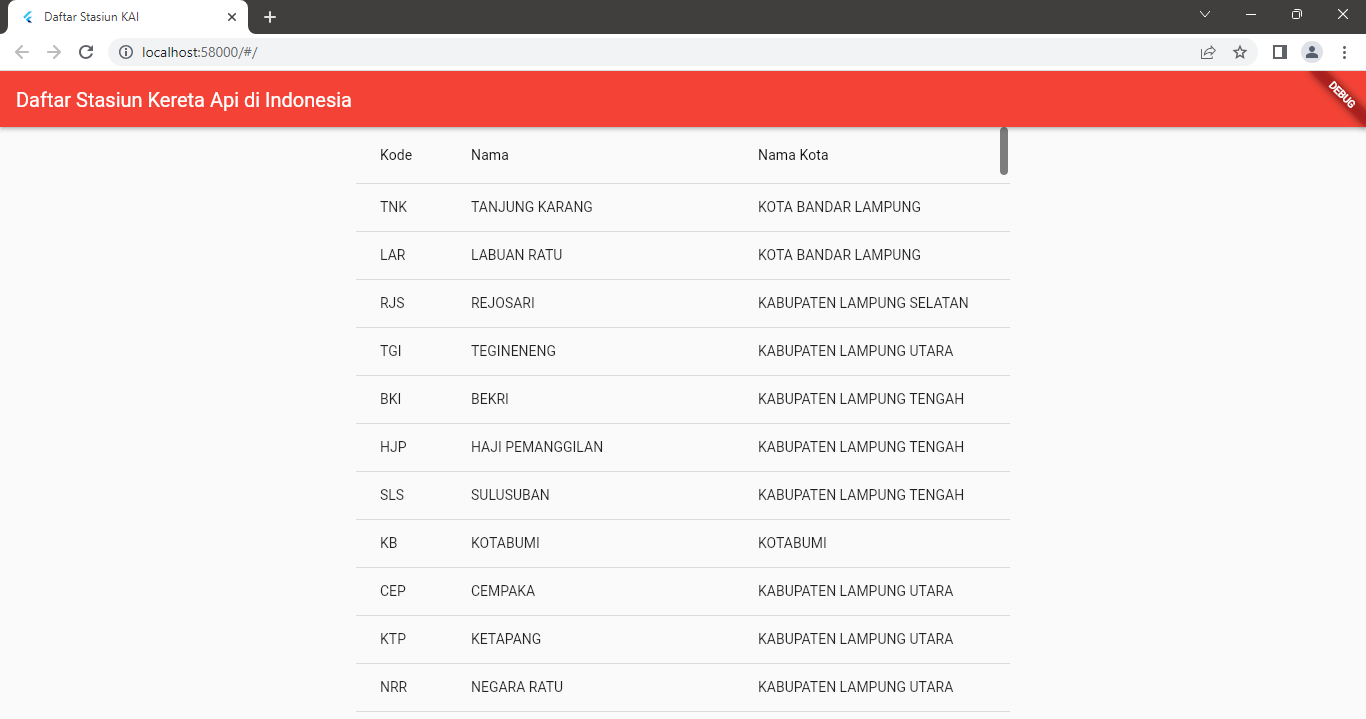 Daftar Stasiun KAI
localhost:58000/#/
Daftar Stasiun Kereta Api di Indonesia
DEBUG
Kode Nama Nama Kota
TNK TANJUNG KARANG KOTA BANDAR LAMPUNG
LAR LABUAN RATU KOTA BANDAR LAMPUNG
RJS REJOSARI KABUPATEN LAMPUNG SELATAN
TGI TEGINENENG KABUPATEN LAMPUNG UTARA
BKI BEKRI KABUPATEN LAMPUNG TENGAH
HJP HAJI PEMANGGILAN KABUPATEN LAMPUNG TENGAH
SLS SULUSUBAN KABUPATEN LAMPUNG TENGAH
KB KOTABUMI KOTABUMI
CEP CEMPAKA KABUPATEN LAMPUNG UTARA
KTP KETAPANG KABUPATEN LAMPUNG UTARA
NRR NEGARA RATU KABUPATEN LAMPUNG UTARA